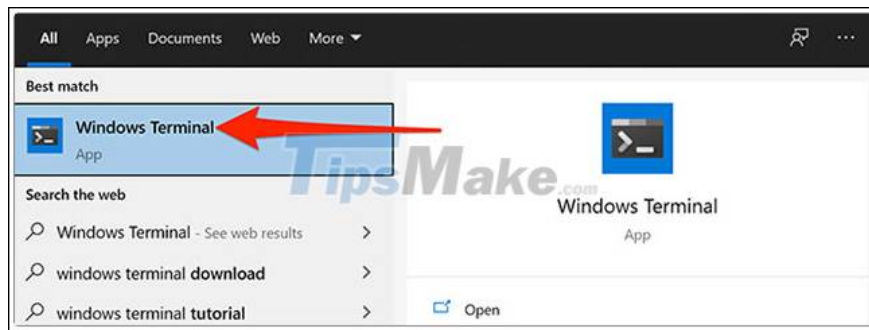 All Apps Documents Web More
Best match
Windows Terminal
App
Search the web
Windows Terminal - See web results
windows terminal download
windows terminal tutorial
Windows Terminal
App
Open
TipsMake.com